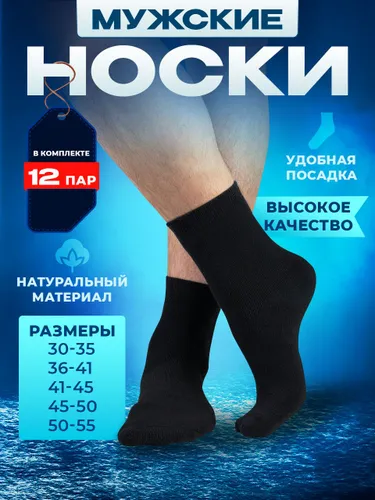 МУЖСКИЕ
НОСКИ
В КОМПЛЕКТЕ
12 ПАР
УДОБНАЯ
ПОСАДКА
ВЫСОКОЕ
КАЧЕСТВО
НАТУРАЛЬНЫЙ
МАТЕРИАЛ
РАЗМЕРЫ
30-35
36-41
41-45
45-50
50-55